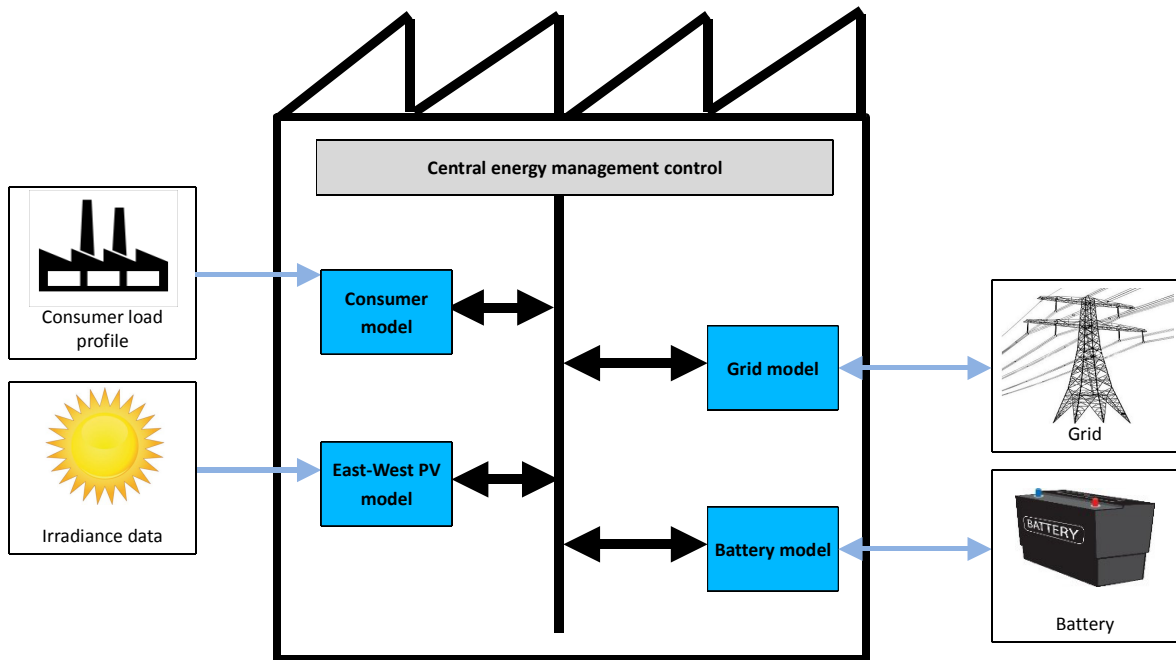 Central energy management control
Consumer load
profile
Consumer
model
Grid model
Grid
Irradiance data
East-West PV
model
Battery model
BATTERY
Battery